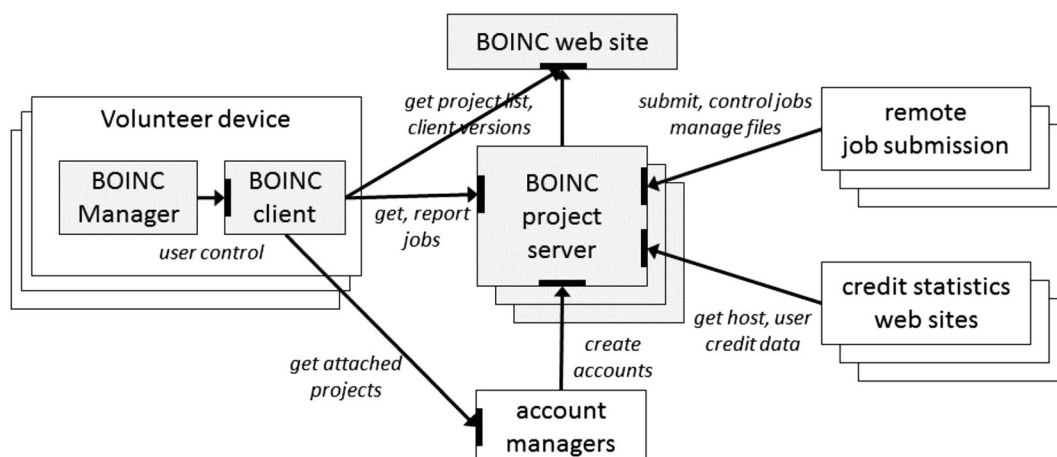 BOINC web site
get project list,
client versions
submit, control jobs
manage files
remote
job submission
Volunteer device
BOINC
Manager
BOINC
client
user control
get, report
jobs
BOINC
project
server
credit statistics
web sites
get host, user
credit data
get attached
projects
create
accounts
account
managers